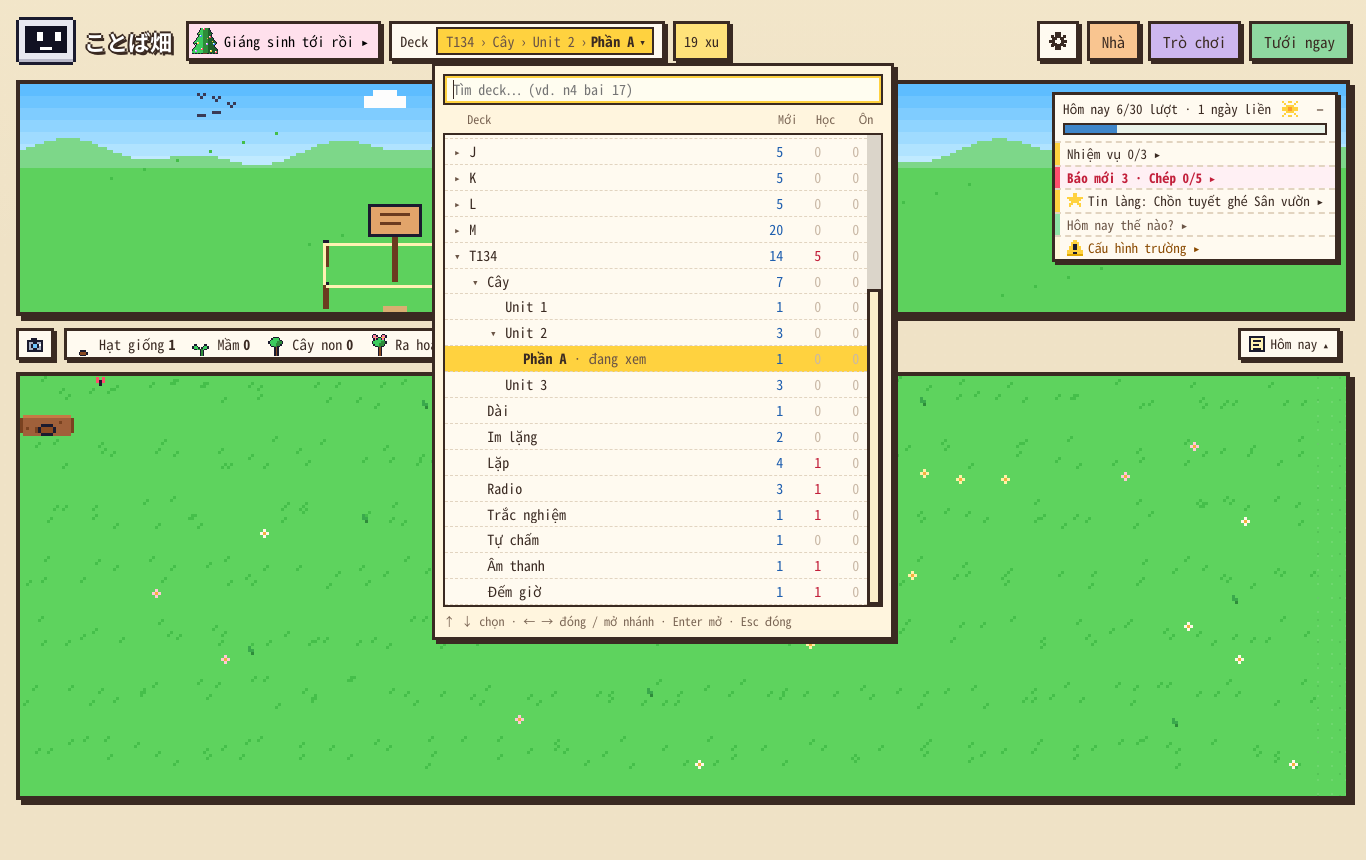 ことば畑
Giáng sinh tới rồi ▸
Deck T134 › Cây › Unit 2 › Phần A ▾
19 xu
Nhà
Trò chơi
Tưới ngay
Tìm deck... (vd. n4 bai 17)
Deck Mới Học Ôn
▸ J 5 0 0
▸ K 5 0 0
▸ L 5 0 0
▸ M 20 0 0
▾ T134 14 5 0
▾ Cây 7 0 0
Unit 1 1 0 0
▾ Unit 2 3 0 0
Phần A · đang xem 1 0 0
Unit 3 3 0 0
Dài 1 0 0
Im lặng 2 0 0
Lặp 4 1 0
Radio 3 1 0
Trắc nghiệm 1 1 0
Tự chấm 1 0 0
Âm thanh 1 1 0
Đếm giờ 1 1 0
↑ ↓ chọn · ← → đóng / mở nhánh · Enter mở · Esc đóng
Hôm nay 6/30 lượt · 1 ngày liền –
Nhiệm vụ 0/3 ▸
Báo mới 3 · Chép 0/5 ▸
Tin làng: Chồn tuyết ghé Sân vườn ▸
Hôm nay thế nào? ▸
Cấu hình trường ▸
Hạt giống 1 Mầm 0 Cây non 0 Ra hoa
Hôm nay ▴